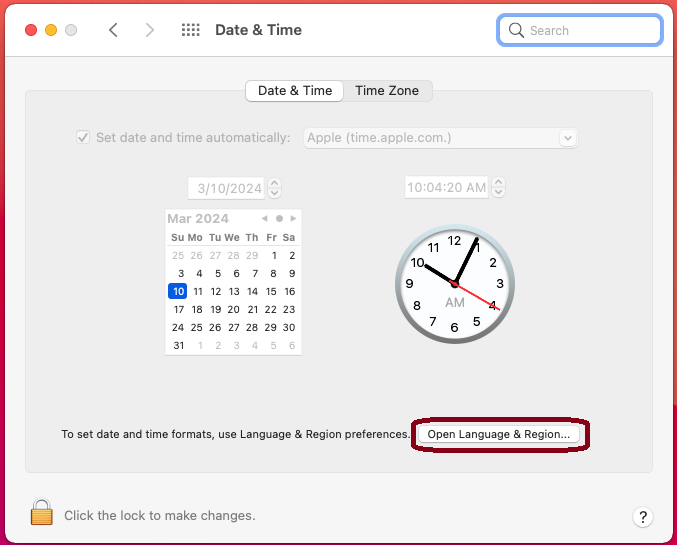 Date & Time
Search
Date & Time Time Zone
Set date and time automatically: Apple (time.apple.com.)
3/10/2024 10:04:20 AM
Mar 2024
Su Mo Tu We Th Fr Sa
25 26 27 28 29 1 2
3 4 5 6 7 8 9
10 11 12 13 14 15 16
17 18 19 20 21 22 23
24 25 26 27 28 29 30
31 1 2 3 4 5 6
12
11 1
10 2
9 3
AM
8 4
7 5
6
To set date and time formats, use Language & Region preferences. Open Language & Region...
Click the lock to make changes. ?